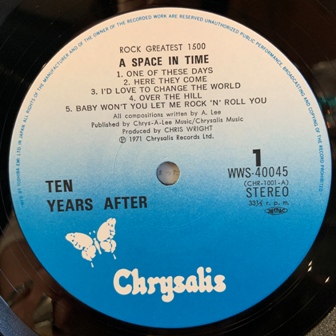 ROCK GREATEST 1500
A SPACE IN TIME
1. ONE OF THESE DAYS
2. HERE THEY COME
3. I'D LOVE TO CHANGE THE WORLD
4. OVER THE HILL
5. BABY WON'T YOU LET ME ROCK 'N' ROLL YOU
All compositions written by A. Lee
Published by Chrys-A-Lee Music/Chrysalis Music
Produced by CHRIS WRIGHT
℗ 1971 Chrysalis Records Ltd.
TEN
YEARS AFTER
1
WWS-40045
(CHR-1001-A)
STEREO
33⅓ r. p. m.
Chrysalis